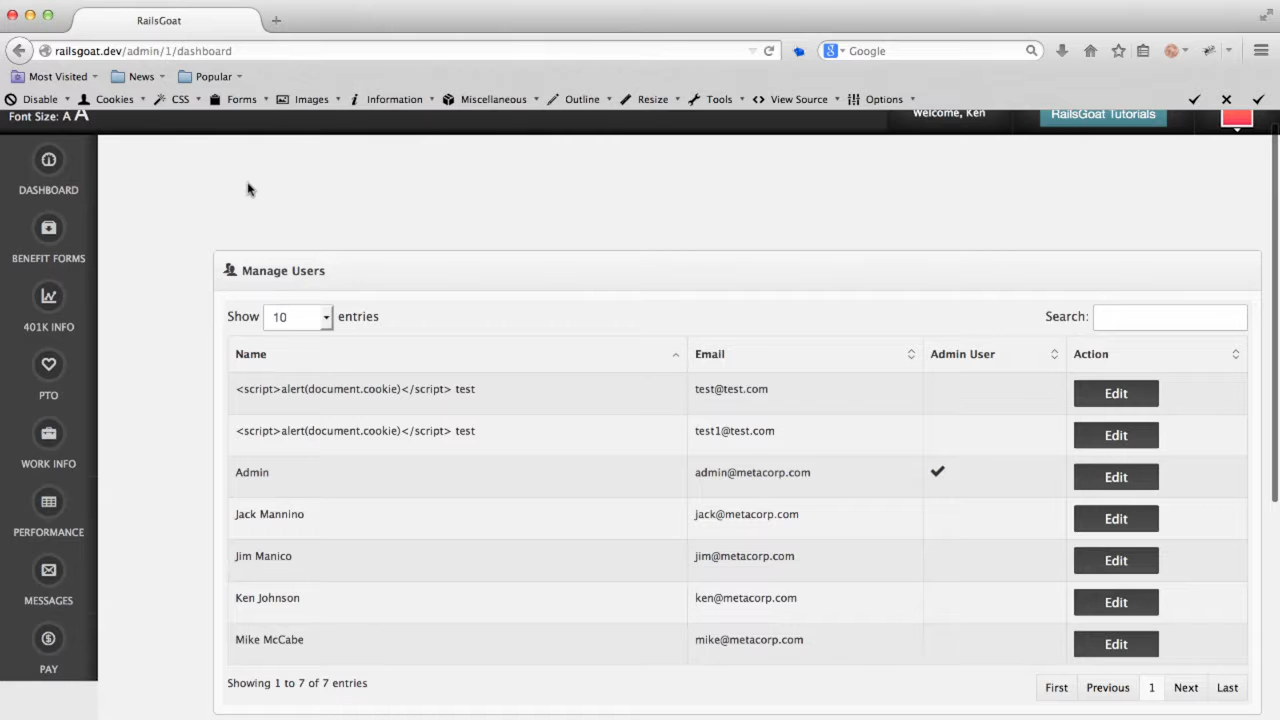 RailsGoat
railsgoat.dev/admin/1/dashboard
Google
Most Visited News Popular
Disable Cookies CSS Forms Images Information Miscellaneous Outline Resize Tools View Source Options
Font Size: A A
Welcome, Ken
RailsGoat Tutorials
DASHBOARD
BENEFIT FORMS
401K INFO
PTO
WORK INFO
PERFORMANCE
MESSAGES
PAY
Manage Users
Show 10 entries
Search:
Name Email Admin User Action
<script>alert(document.cookie)</script> test test@test.com Edit
<script>alert(document.cookie)</script> test test1@test.com Edit
Admin admin@metacorp.com Edit
Jack Mannino jack@metacorp.com Edit
Jim Manico jim@metacorp.com Edit
Ken Johnson ken@metacorp.com Edit
Mike McCabe mike@metacorp.com Edit
Showing 1 to 7 of 7 entries
First Previous 1 Next Last